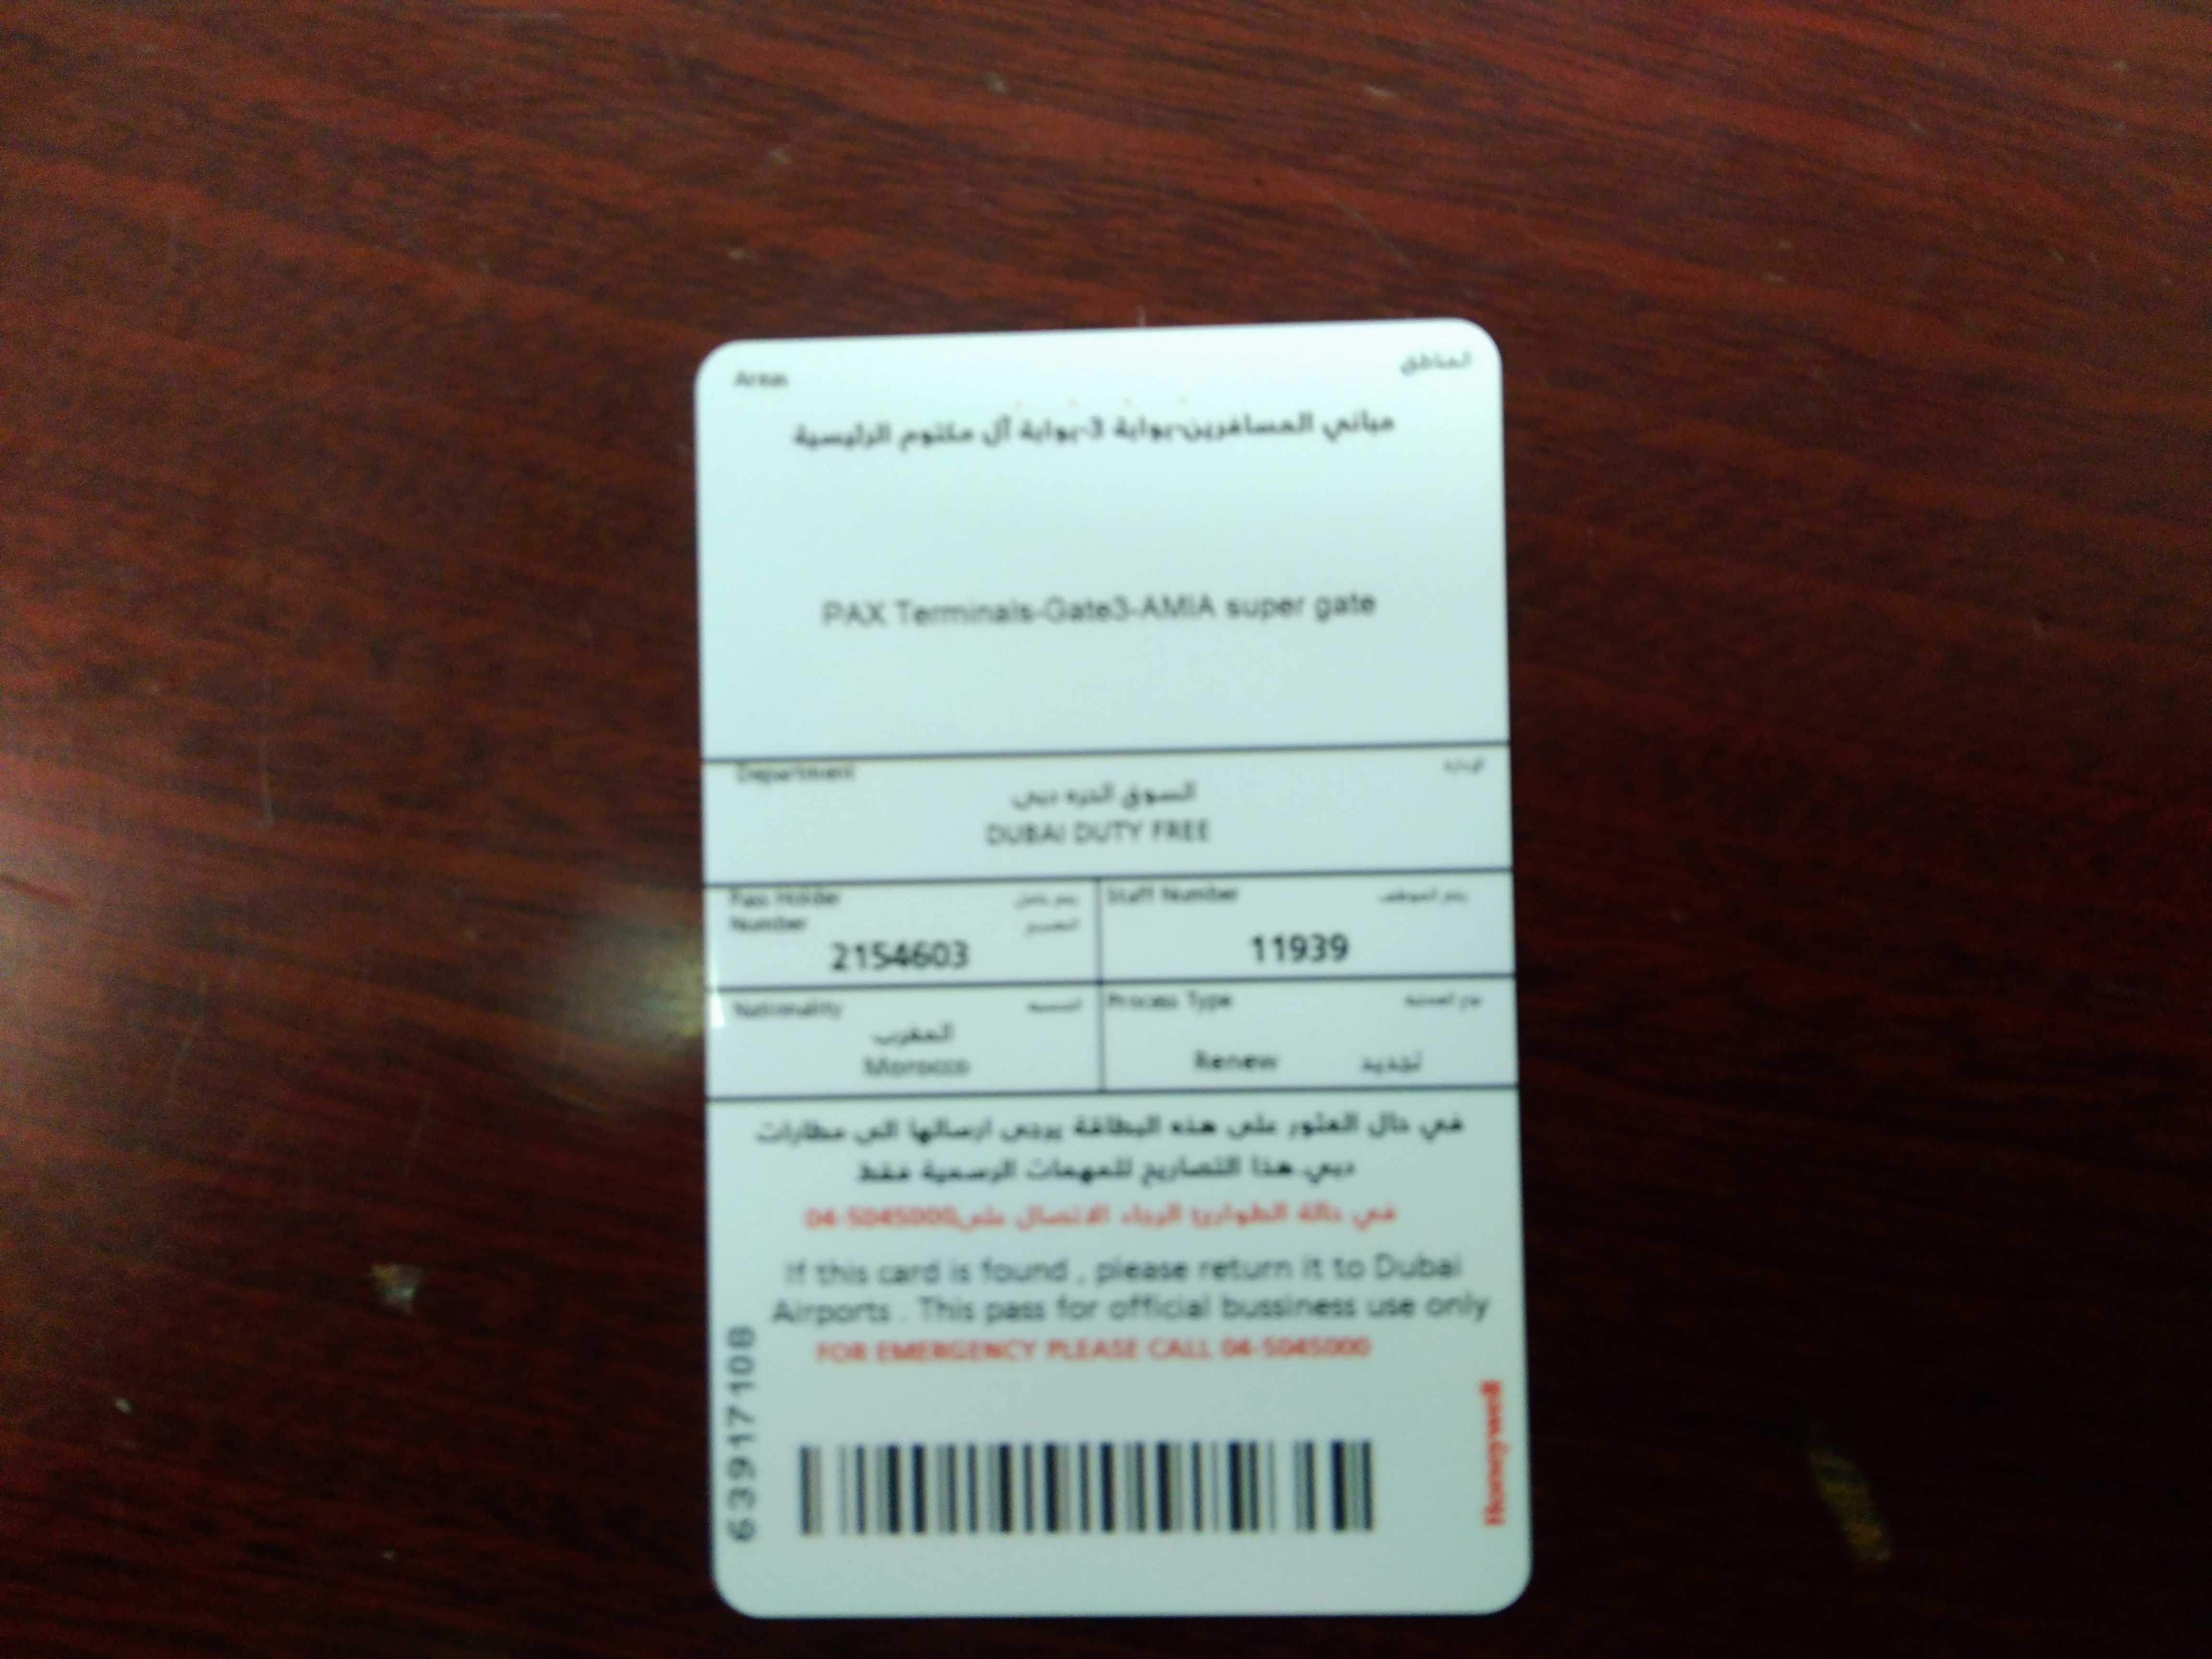 Areas المناطق
مباني المسافرين-بوابة 3-بوابة آل مكتوم الرئيسية
PAX Terminals-Gate3-AMIA super gate
Department الإدارة
السوق الحره دبي
DUBAI DUTY FREE
Pass Holder Number رقم حامل التصريح
2154603
Staff Number رقم الموظف
11939
Nationality الجنسية
المغرب
Morocco
Process Type نوع العملية
Renew تجديد
في حال العثور على هذه البطاقة يرجى ارسالها الى مطارات
دبي.هذا التصاريح للمهمات الرسمية فقط
في حالة الطوارئ الرجاء الاتصال على04-5045000
If this card is found , please return it to Dubai
Airports . This pass for official bussiness use only
FOR EMERGENCY PLEASE CALL 04-5045000
63917108
Honeywell